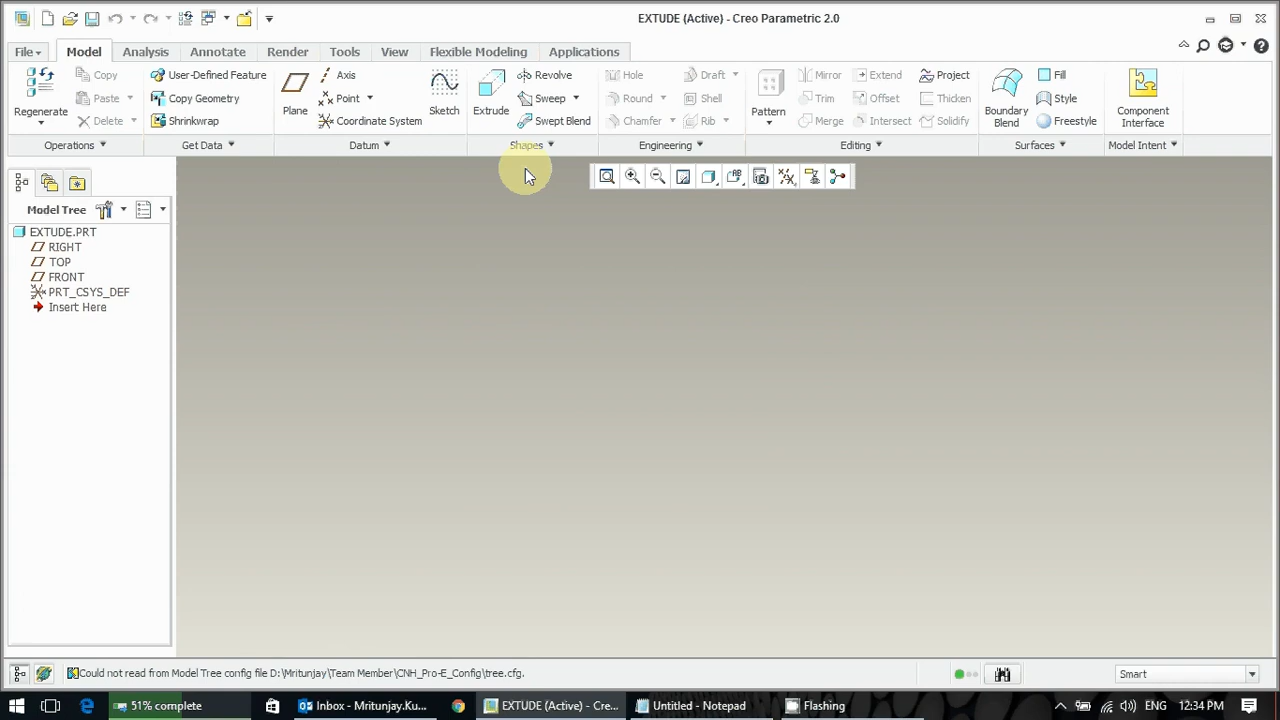 EXTUDE (Active) - Creo Parametric 2.0
File Model Analysis Annotate Render Tools View Flexible Modeling Applications
Regenerate Copy Paste Delete
User-Defined Feature Copy Geometry Shrinkwrap
Plane Axis Point Coordinate System Sketch
Extrude Revolve Sweep Swept Blend
Hole Round Chamfer Draft Shell Rib
Pattern Mirror Trim Merge Extend Offset Intersect Project Thicken Solidify
Boundary Blend Fill Style Freestyle
Component Interface
Operations Get Data Datum Shapes Engineering Editing Surfaces Model Intent
Model Tree
EXTUDE.PRT
RIGHT
TOP
FRONT
PRT_CSYS_DEF
Insert Here
Could not read from Model Tree config file D:\Mritunjay\Team Member\CNH_Pro-E_Config\tree.cfg.
Smart
51% complete Inbox - Mritunjay.Ku... EXTUDE (Active) - Cre... Untitled - Notepad Flashing ENG 12:34 PM